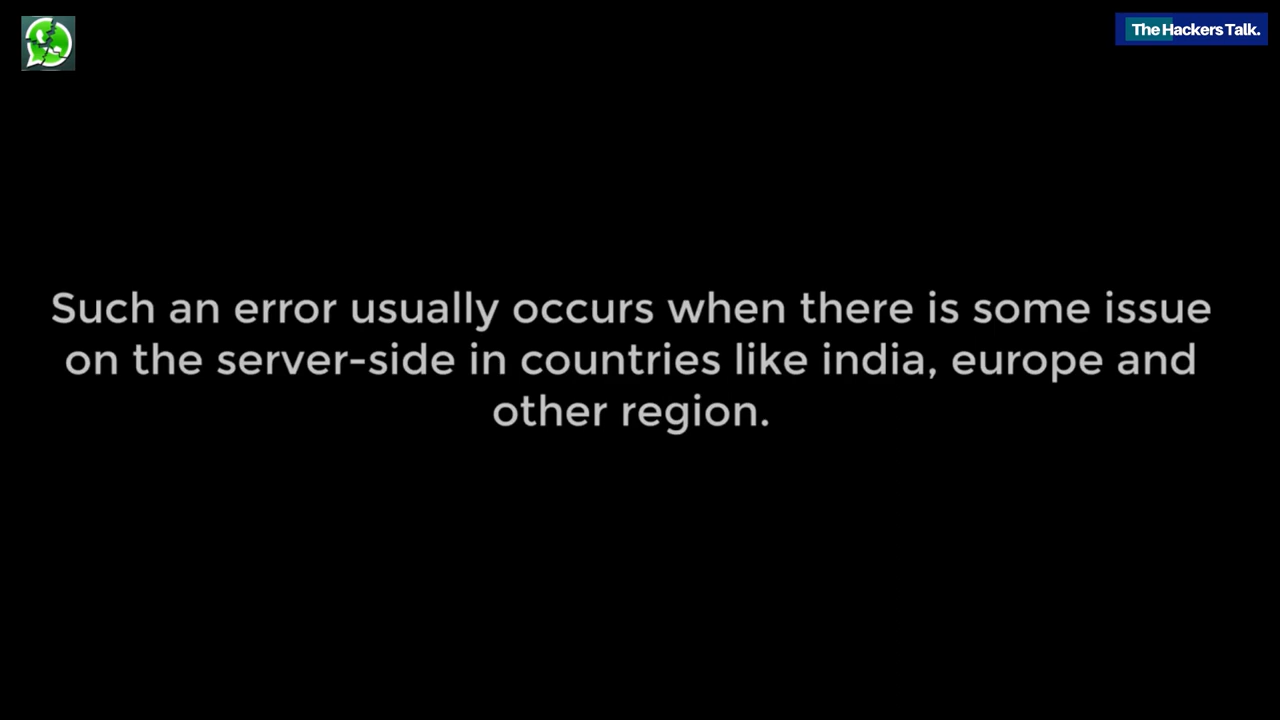 The Hackers Talk.
Such an error usually occurs when there is some issue
on the server-side in countries like india, europe and
other region.